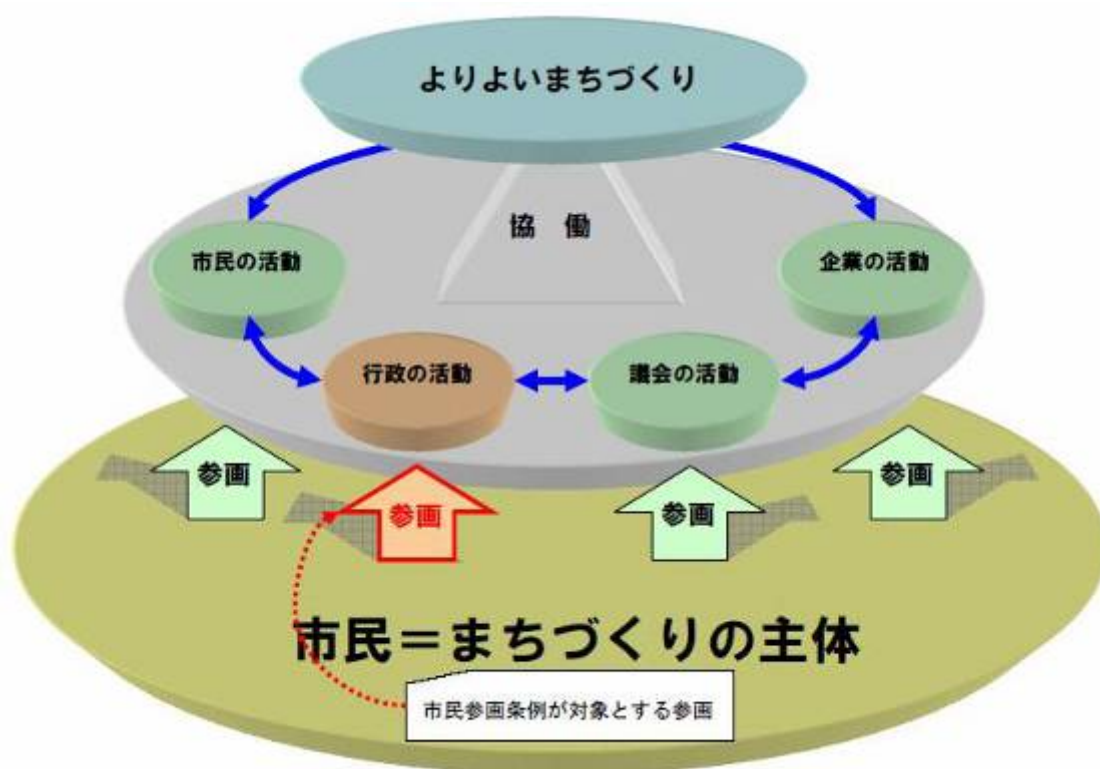 よりよいまちづくり
協　働
市民の活動
企業の活動
行政の活動
議会の活動
参画
参画
参画
参画
市民＝まちづくりの主体
市民参画条例が対象とする参画